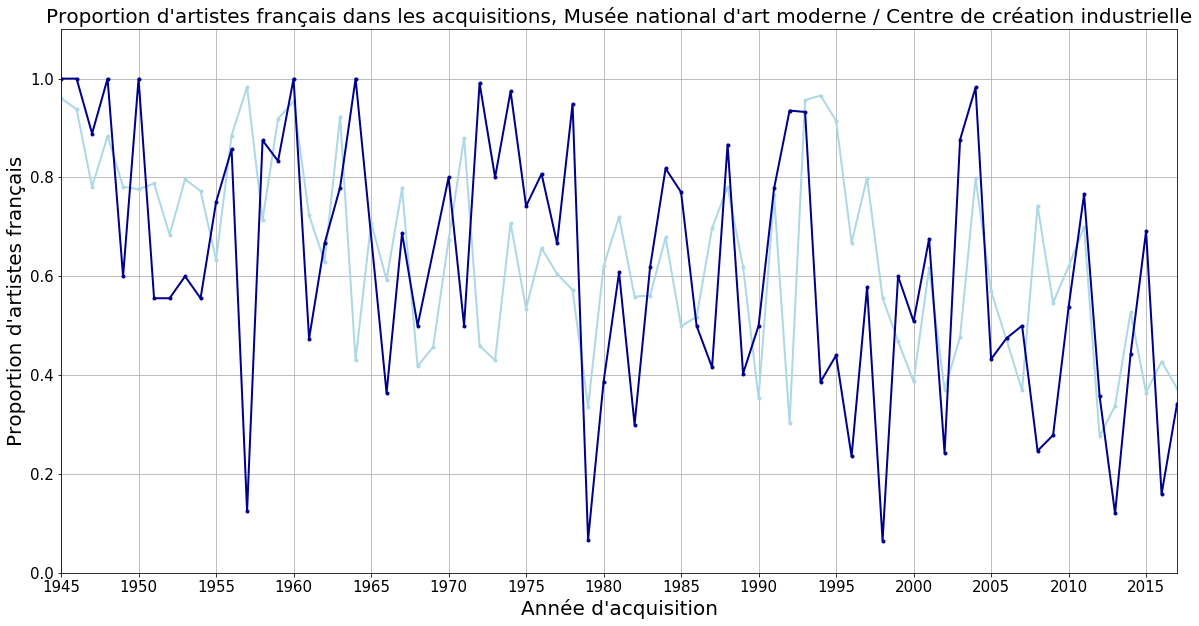 Proportion d'artistes français dans les acquisitions, Musée national d'art moderne / Centre de création industrielle
1.0
0.8
0.6
0.4
0.2
0.0
Proportion d'artistes français
1945 1950 1955 1960 1965 1970 1975 1980 1985 1990 1995 2000 2005 2010 2015
Année d'acquisition